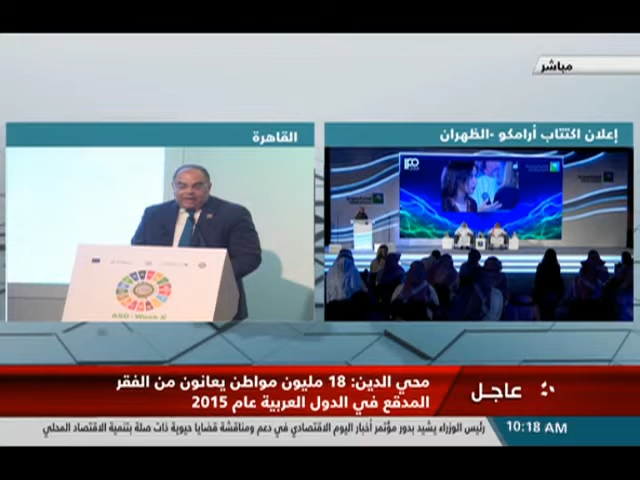 مباشر
إعلان اكتتاب أرامكو -الظهران
القاهرة
IPO
ASD-Week II
عاجل
محي الدين: 18 مليون مواطن يعانون من الفقر
المدقع في الدول العربية عام 2015
10:18 AM
رئيس الوزراء يشيد بدور مؤتمر أخبار اليوم الاقتصادي في دعم ومناقشة قضايا حيوية ذات صلة بتنمية الاقتصاد المحلي